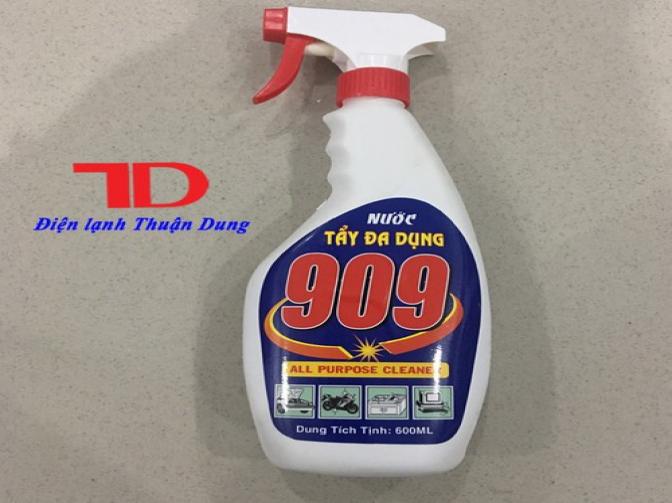 TD
Điện lạnh Thuận Dung
NƯỚC
TẨY ĐA DỤNG
909
ALL PURPOSE CLEANER
Dung Tích Tịnh: 600ML